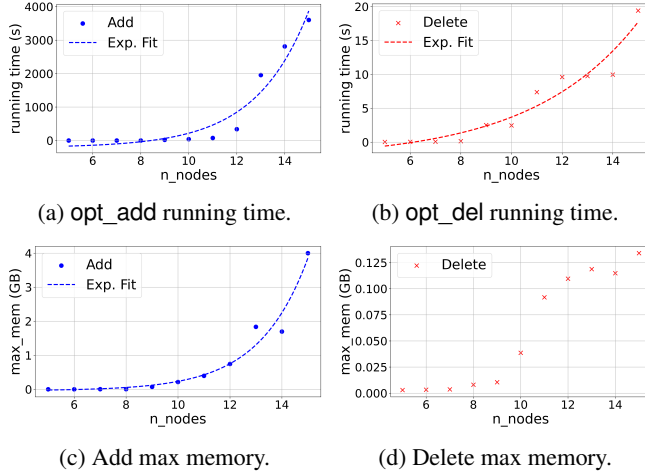 4000
3000
2000
1000
0
running time (s)
Add
Exp. Fit
6 8 10 12 14
n_nodes
(a) opt_add running time.
20
15
10
5
0
running time (s)
Delete
Exp. Fit
6 8 10 12 14
n_nodes
(b) opt_del running time.
4
3
2
1
0
max_mem (GB)
Add
Exp. Fit
6 8 10 12 14
n_nodes
(c) Add max memory.
0.125
0.100
0.075
0.050
0.025
0.000
max_mem (GB)
Delete
6 8 10 12 14
n_nodes
(d) Delete max memory.